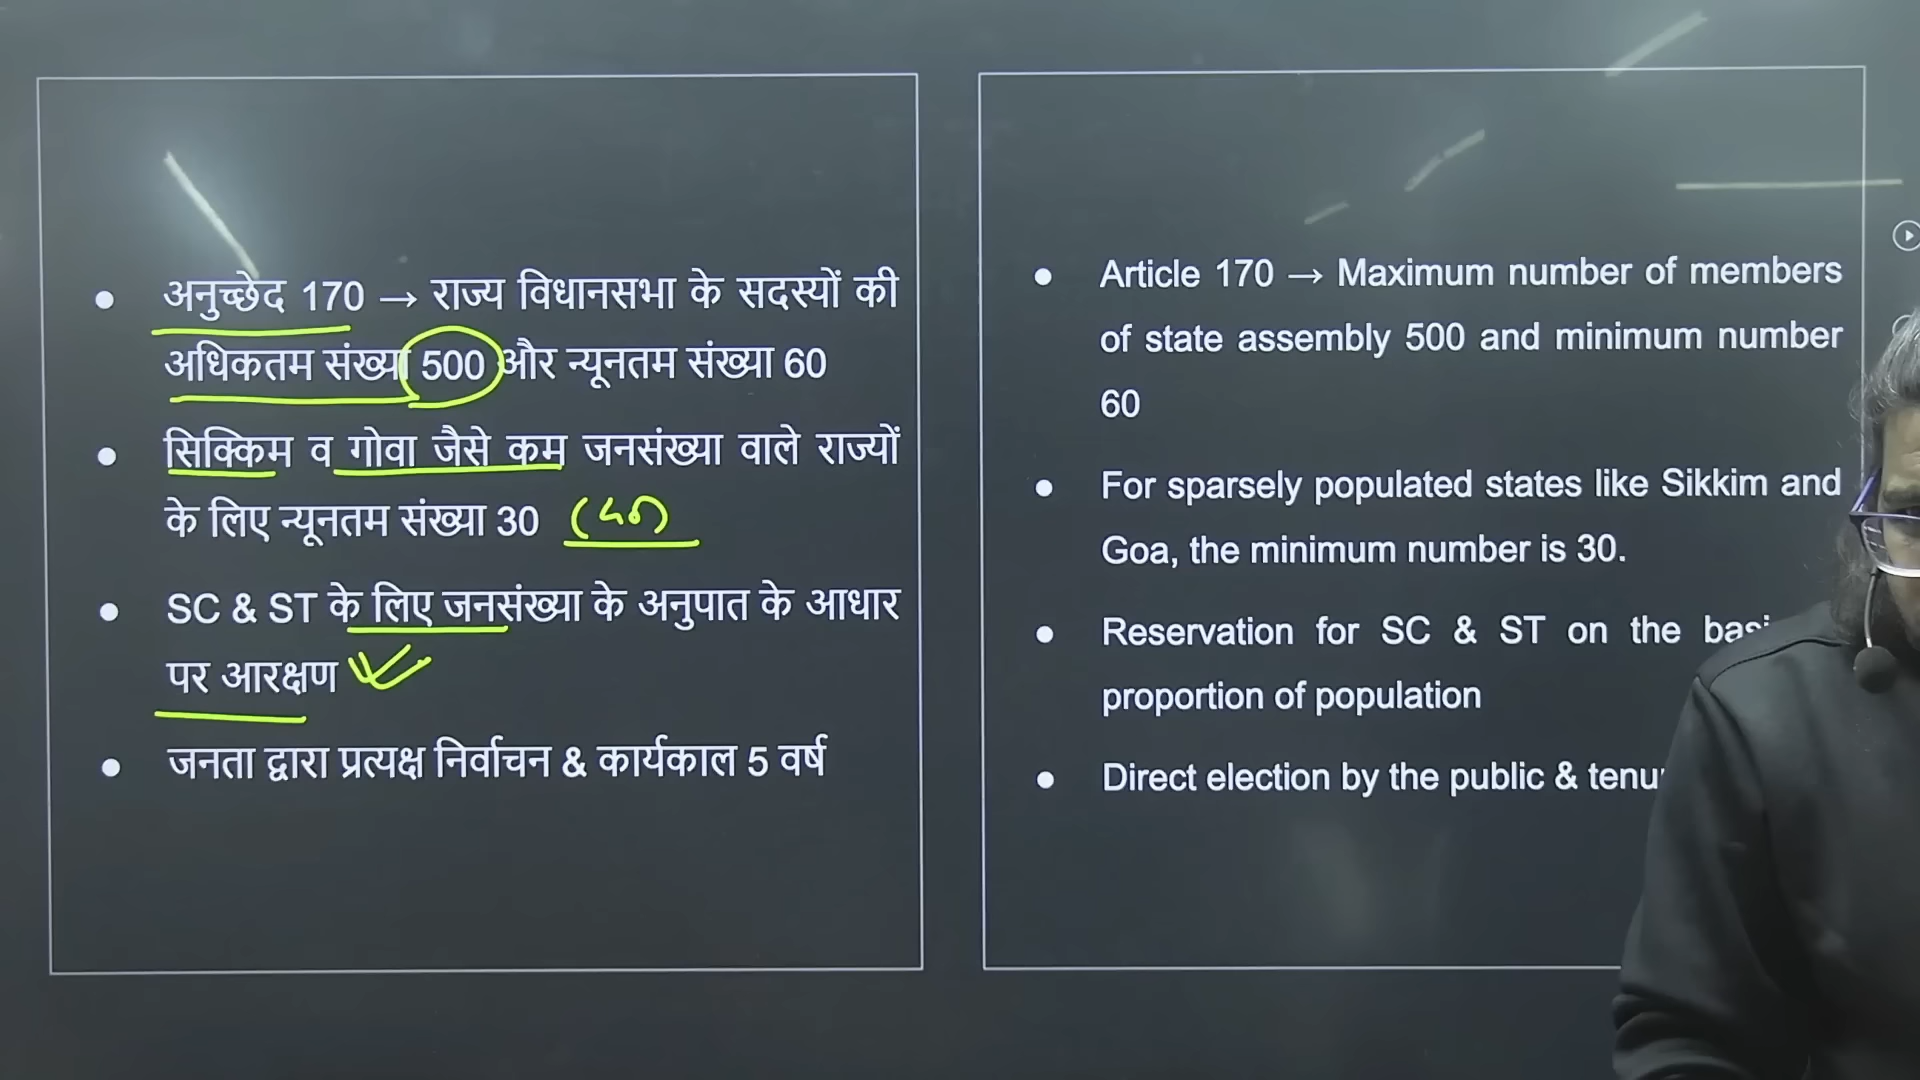 अनुच्छेद 170 → राज्य विधानसभा के सदस्यों की
अधिकतम संख्या 500 और न्यूनतम संख्या 60
सिक्किम व गोवा जैसे कम जनसंख्या वाले राज्यों
के लिए न्यूनतम संख्या 30
SC & ST के लिए जनसंख्या के अनुपात के आधार
पर आरक्षण
जनता द्वारा प्रत्यक्ष निर्वाचन & कार्यकाल 5 वर्ष
Article 170 → Maximum number of members
of state assembly 500 and minimum number
60
For sparsely populated states like Sikkim and
Goa, the minimum number is 30.
Reservation for SC & ST on the
proportion of population
Direct election by the public &